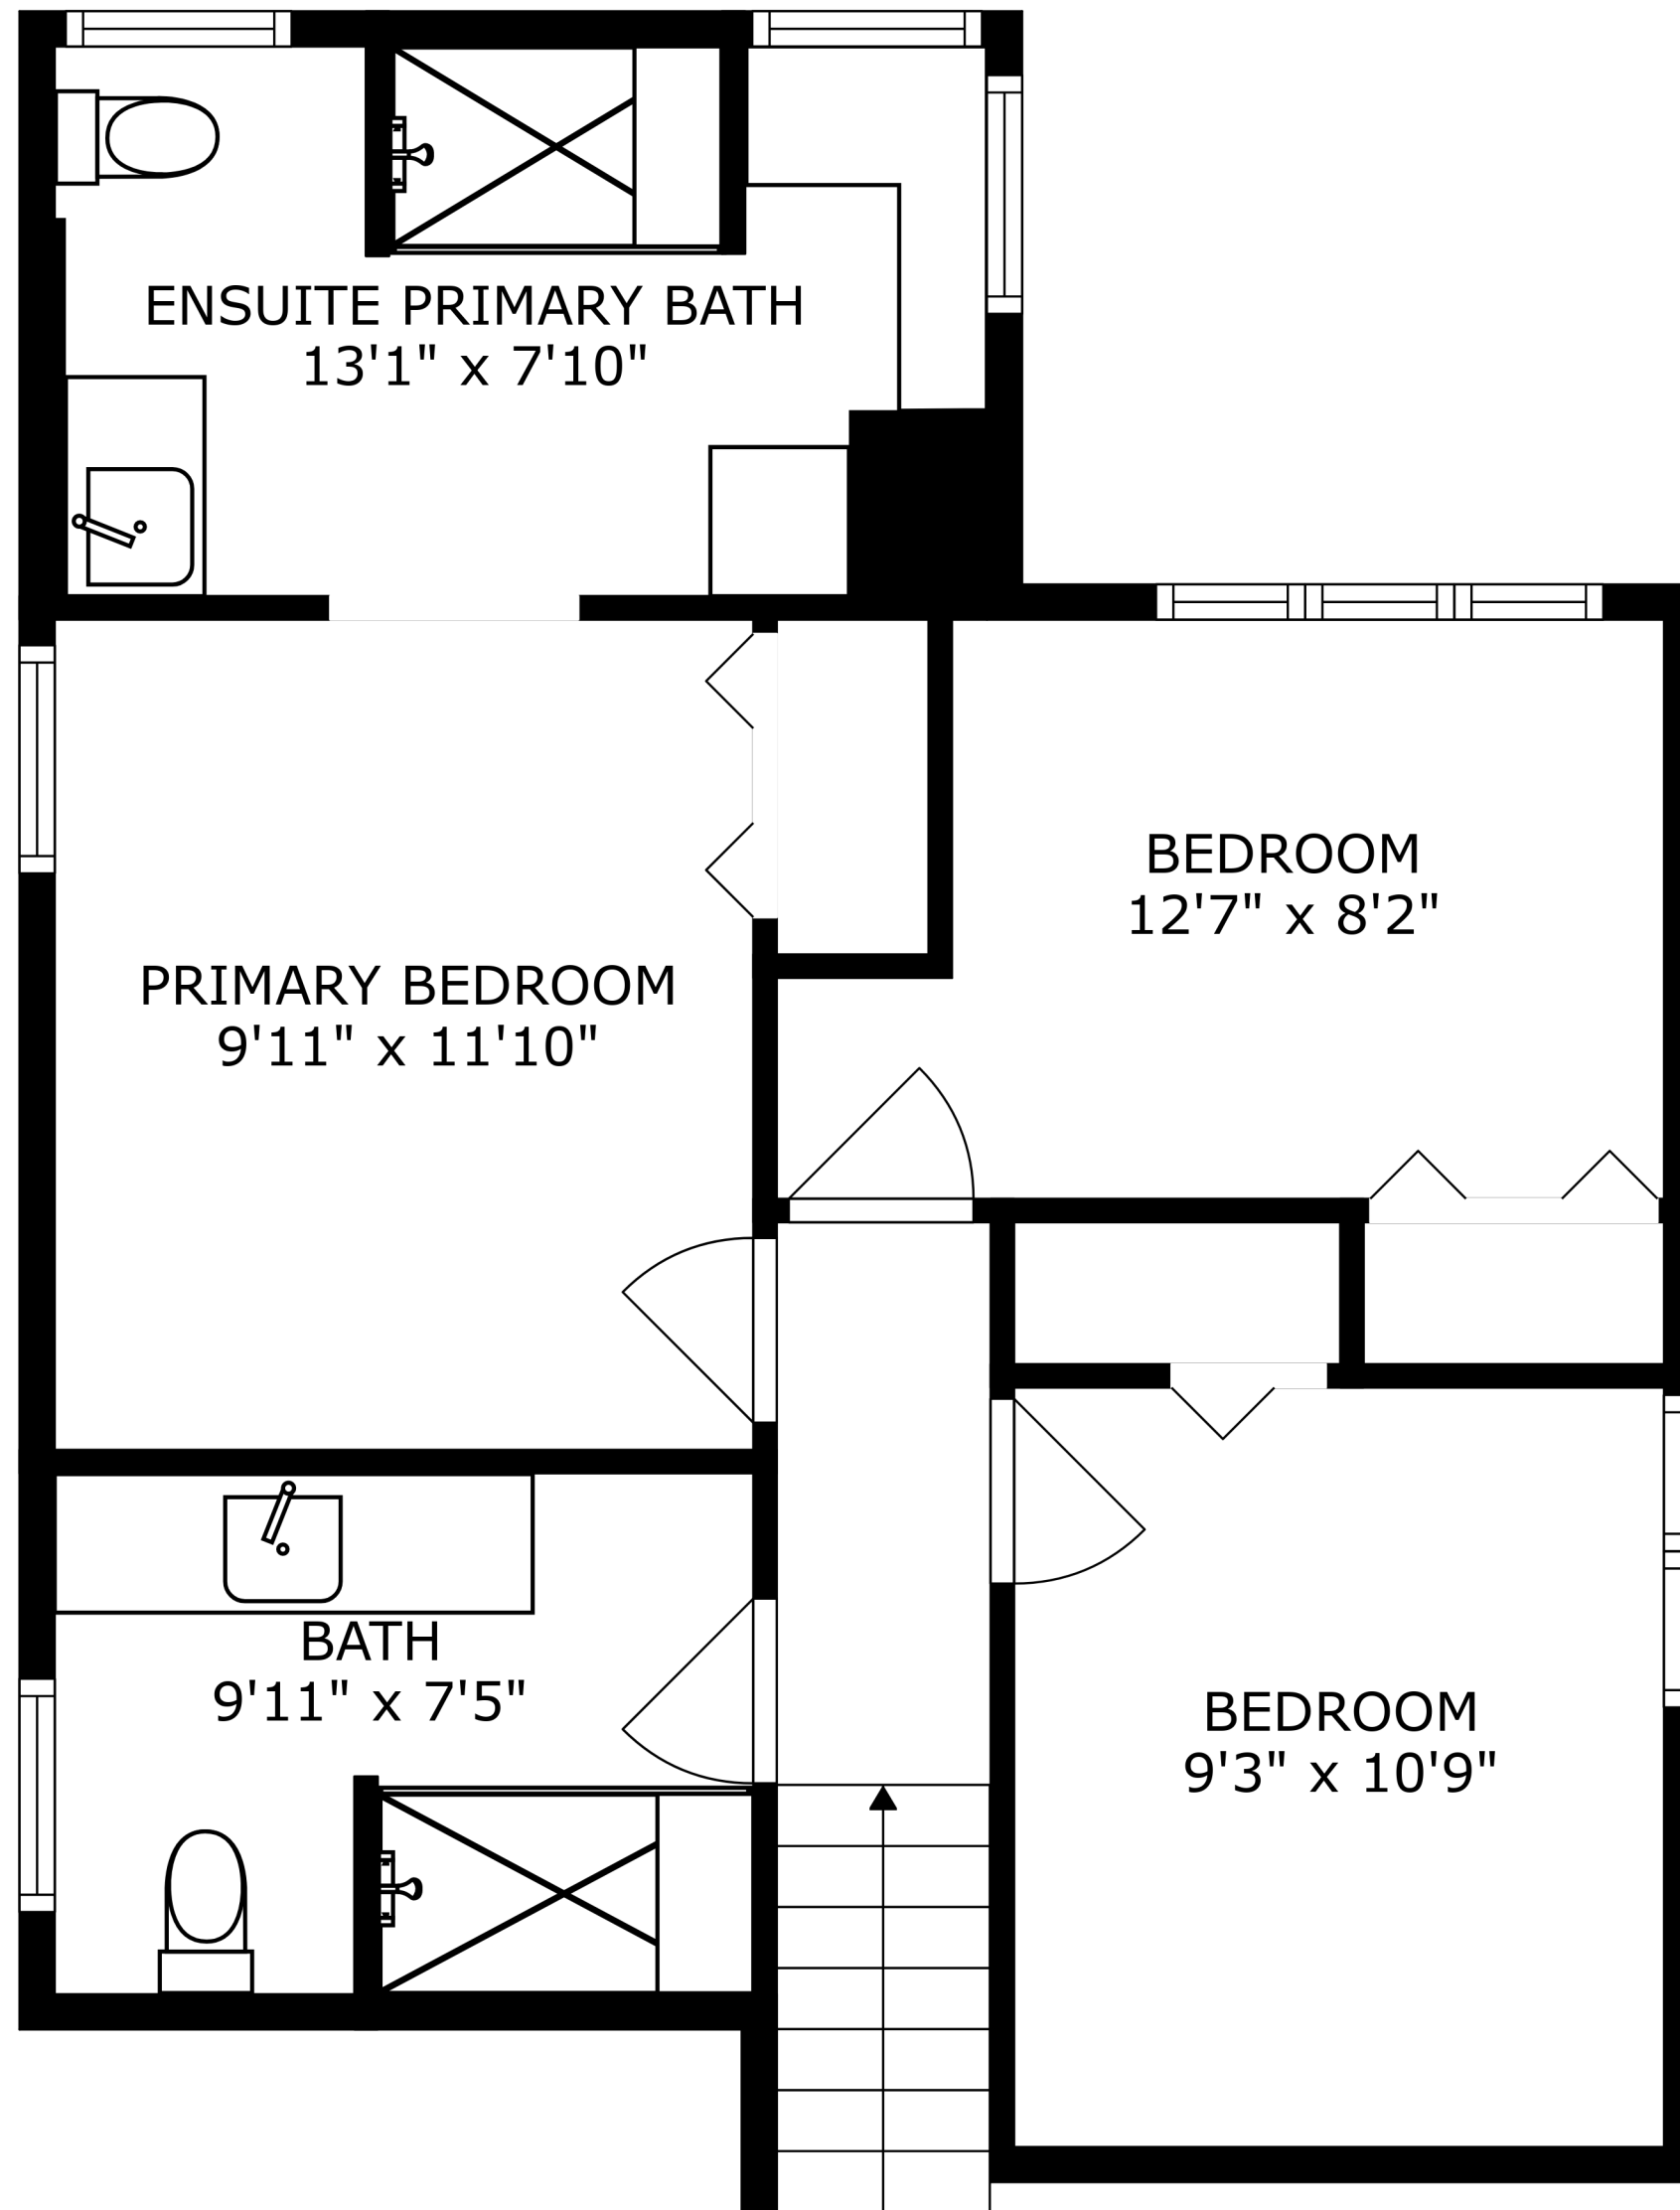 ENSUITE PRIMARY BATH
13'1" x 7'10"
BEDROOM
12'7" x 8'2"
PRIMARY BEDROOM
9'11" x 11'10"
BATH
9'11" x 7'5"
BEDROOM
9'3" x 10'9"